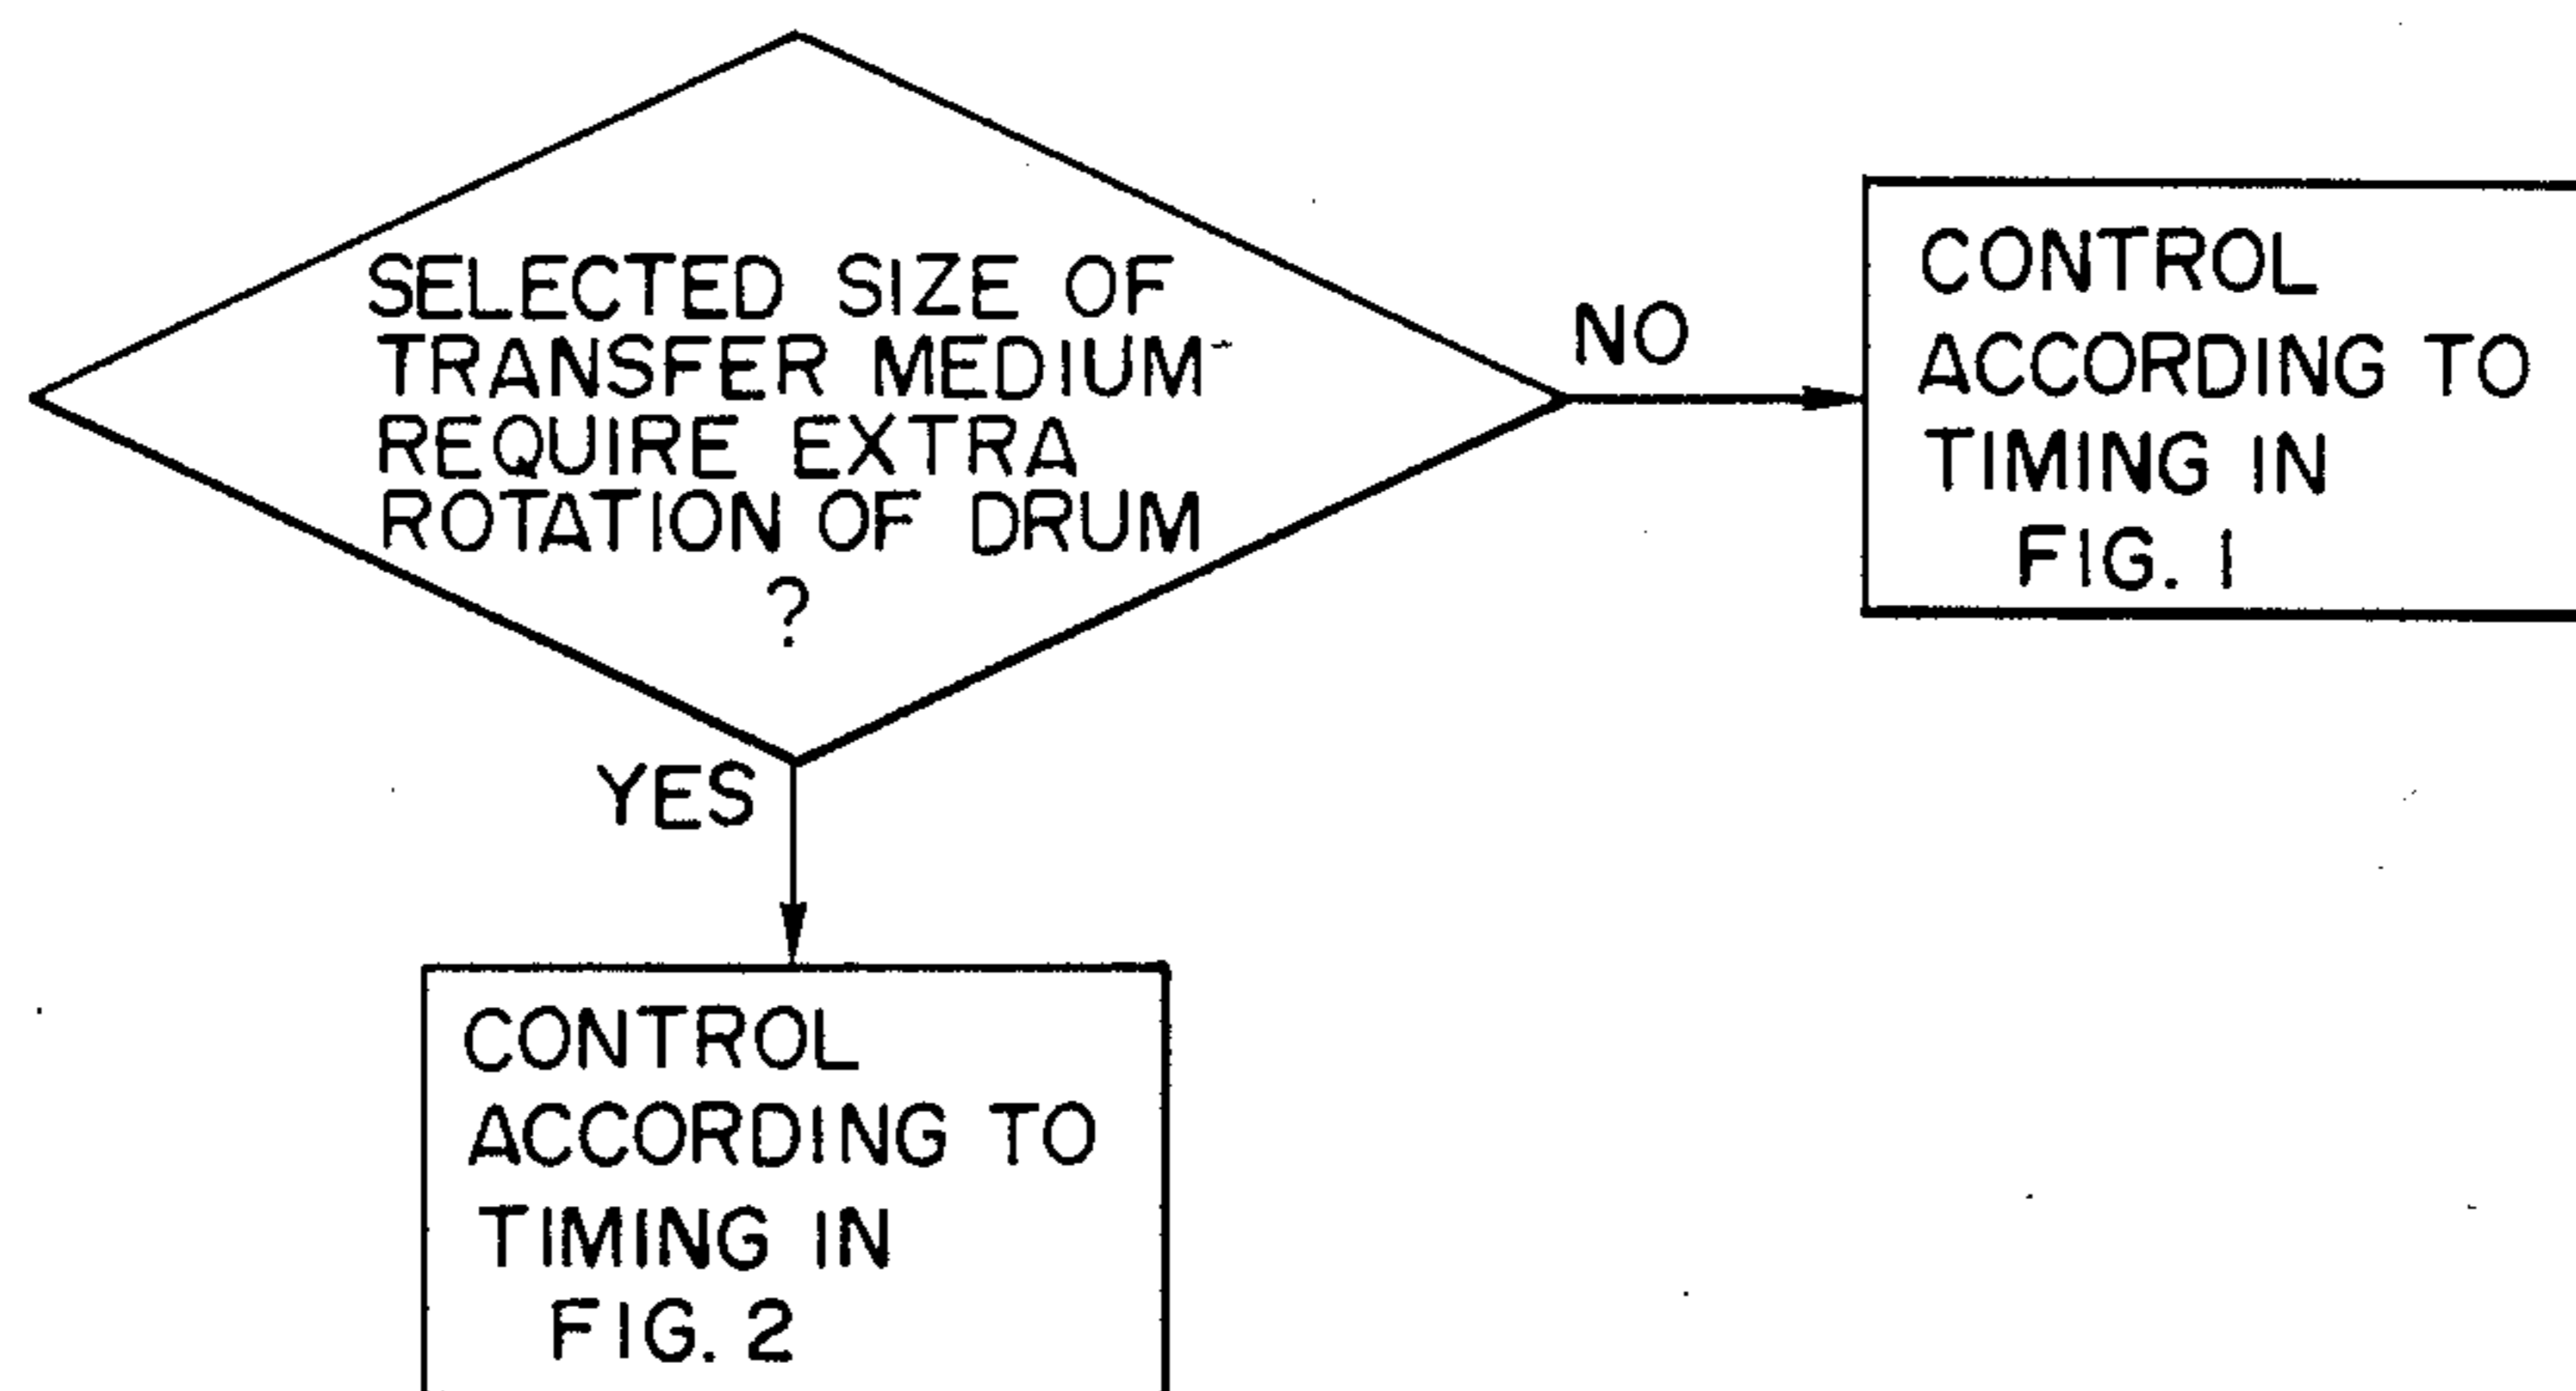 SELECTED SIZE OF
TRANSFER MEDIUM
REQUIRE EXTRA
ROTATION OF DRUM
?
NO
CONTROL
ACCORDING TO
TIMING IN
FIG. 1
YES
CONTROL
ACCORDING TO
TIMING IN
FIG. 2